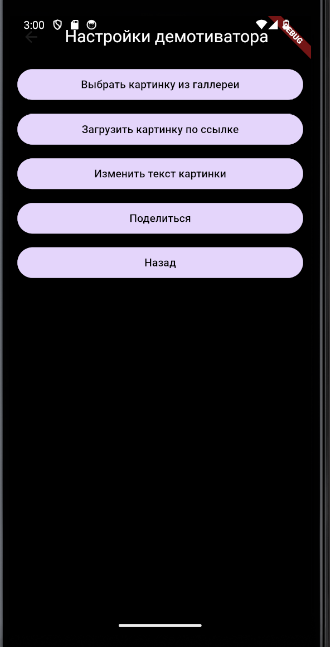 3:00
DEBUG
Настройки демотиватора
Выбрать картинку из галлереи
Загрузить картинку по ссылке
Изменить текст картинки
Поделиться
Назад